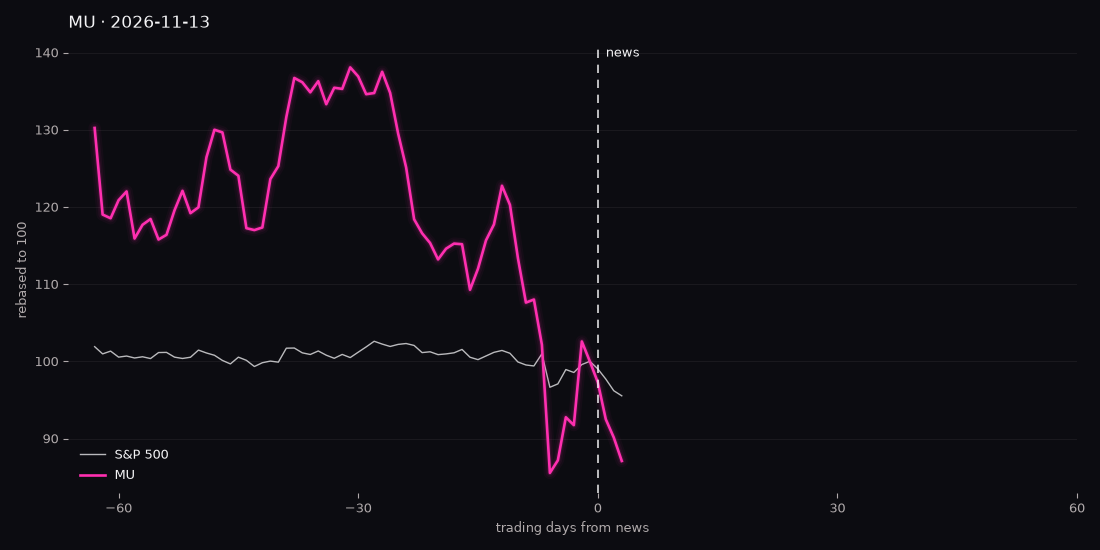 MU · 2026-11-13
news
140
130
120
110
100
90
rebased to 100
S&P 500
MU
−60
−30
0
30
60
trading days from news